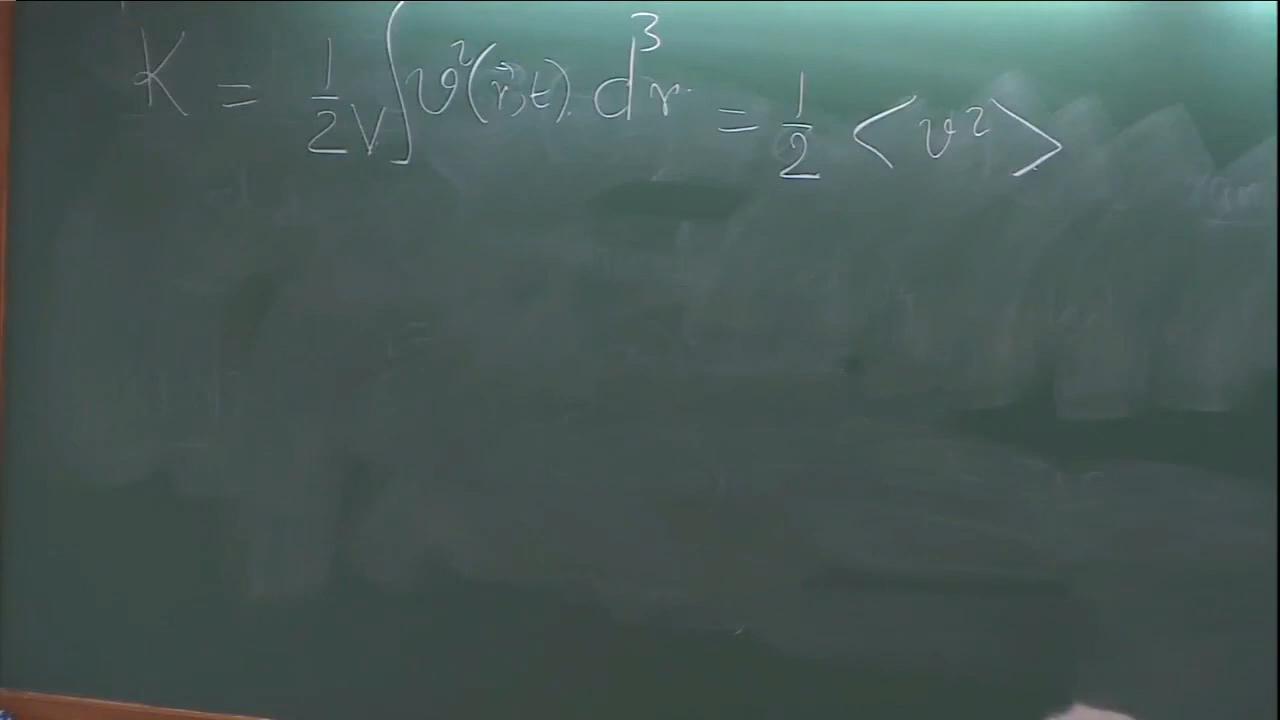 K = 1/2V ∫ v²(r⃗,t) d³r = 1/2 <v²>